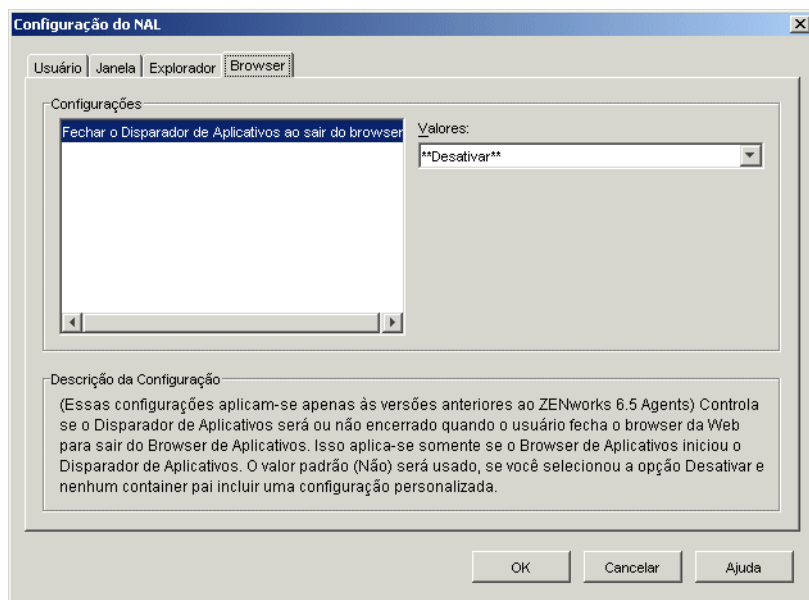 Configuração do NAL
Usuário Janela Explorador Browser
Configurações
Fechar o Disparador de Aplicativos ao sair do browser
Valores:
**Desativar**
Descrição da Configuração
(Essas configurações aplicam-se apenas às versões anteriores ao ZENworks 6.5 Agents) Controla
se o Disparador de Aplicativos será ou não encerrado quando o usuário fecha o browser da Web
para sair do Browser de Aplicativos. Isso aplica-se somente se o Browser de Aplicativos iniciou o
Disparador de Aplicativos. O valor padrão (Não) será usado, se você selecionou a opção Desativar e
nenhum container pai incluir uma configuração personalizada.
OK Cancelar Ajuda